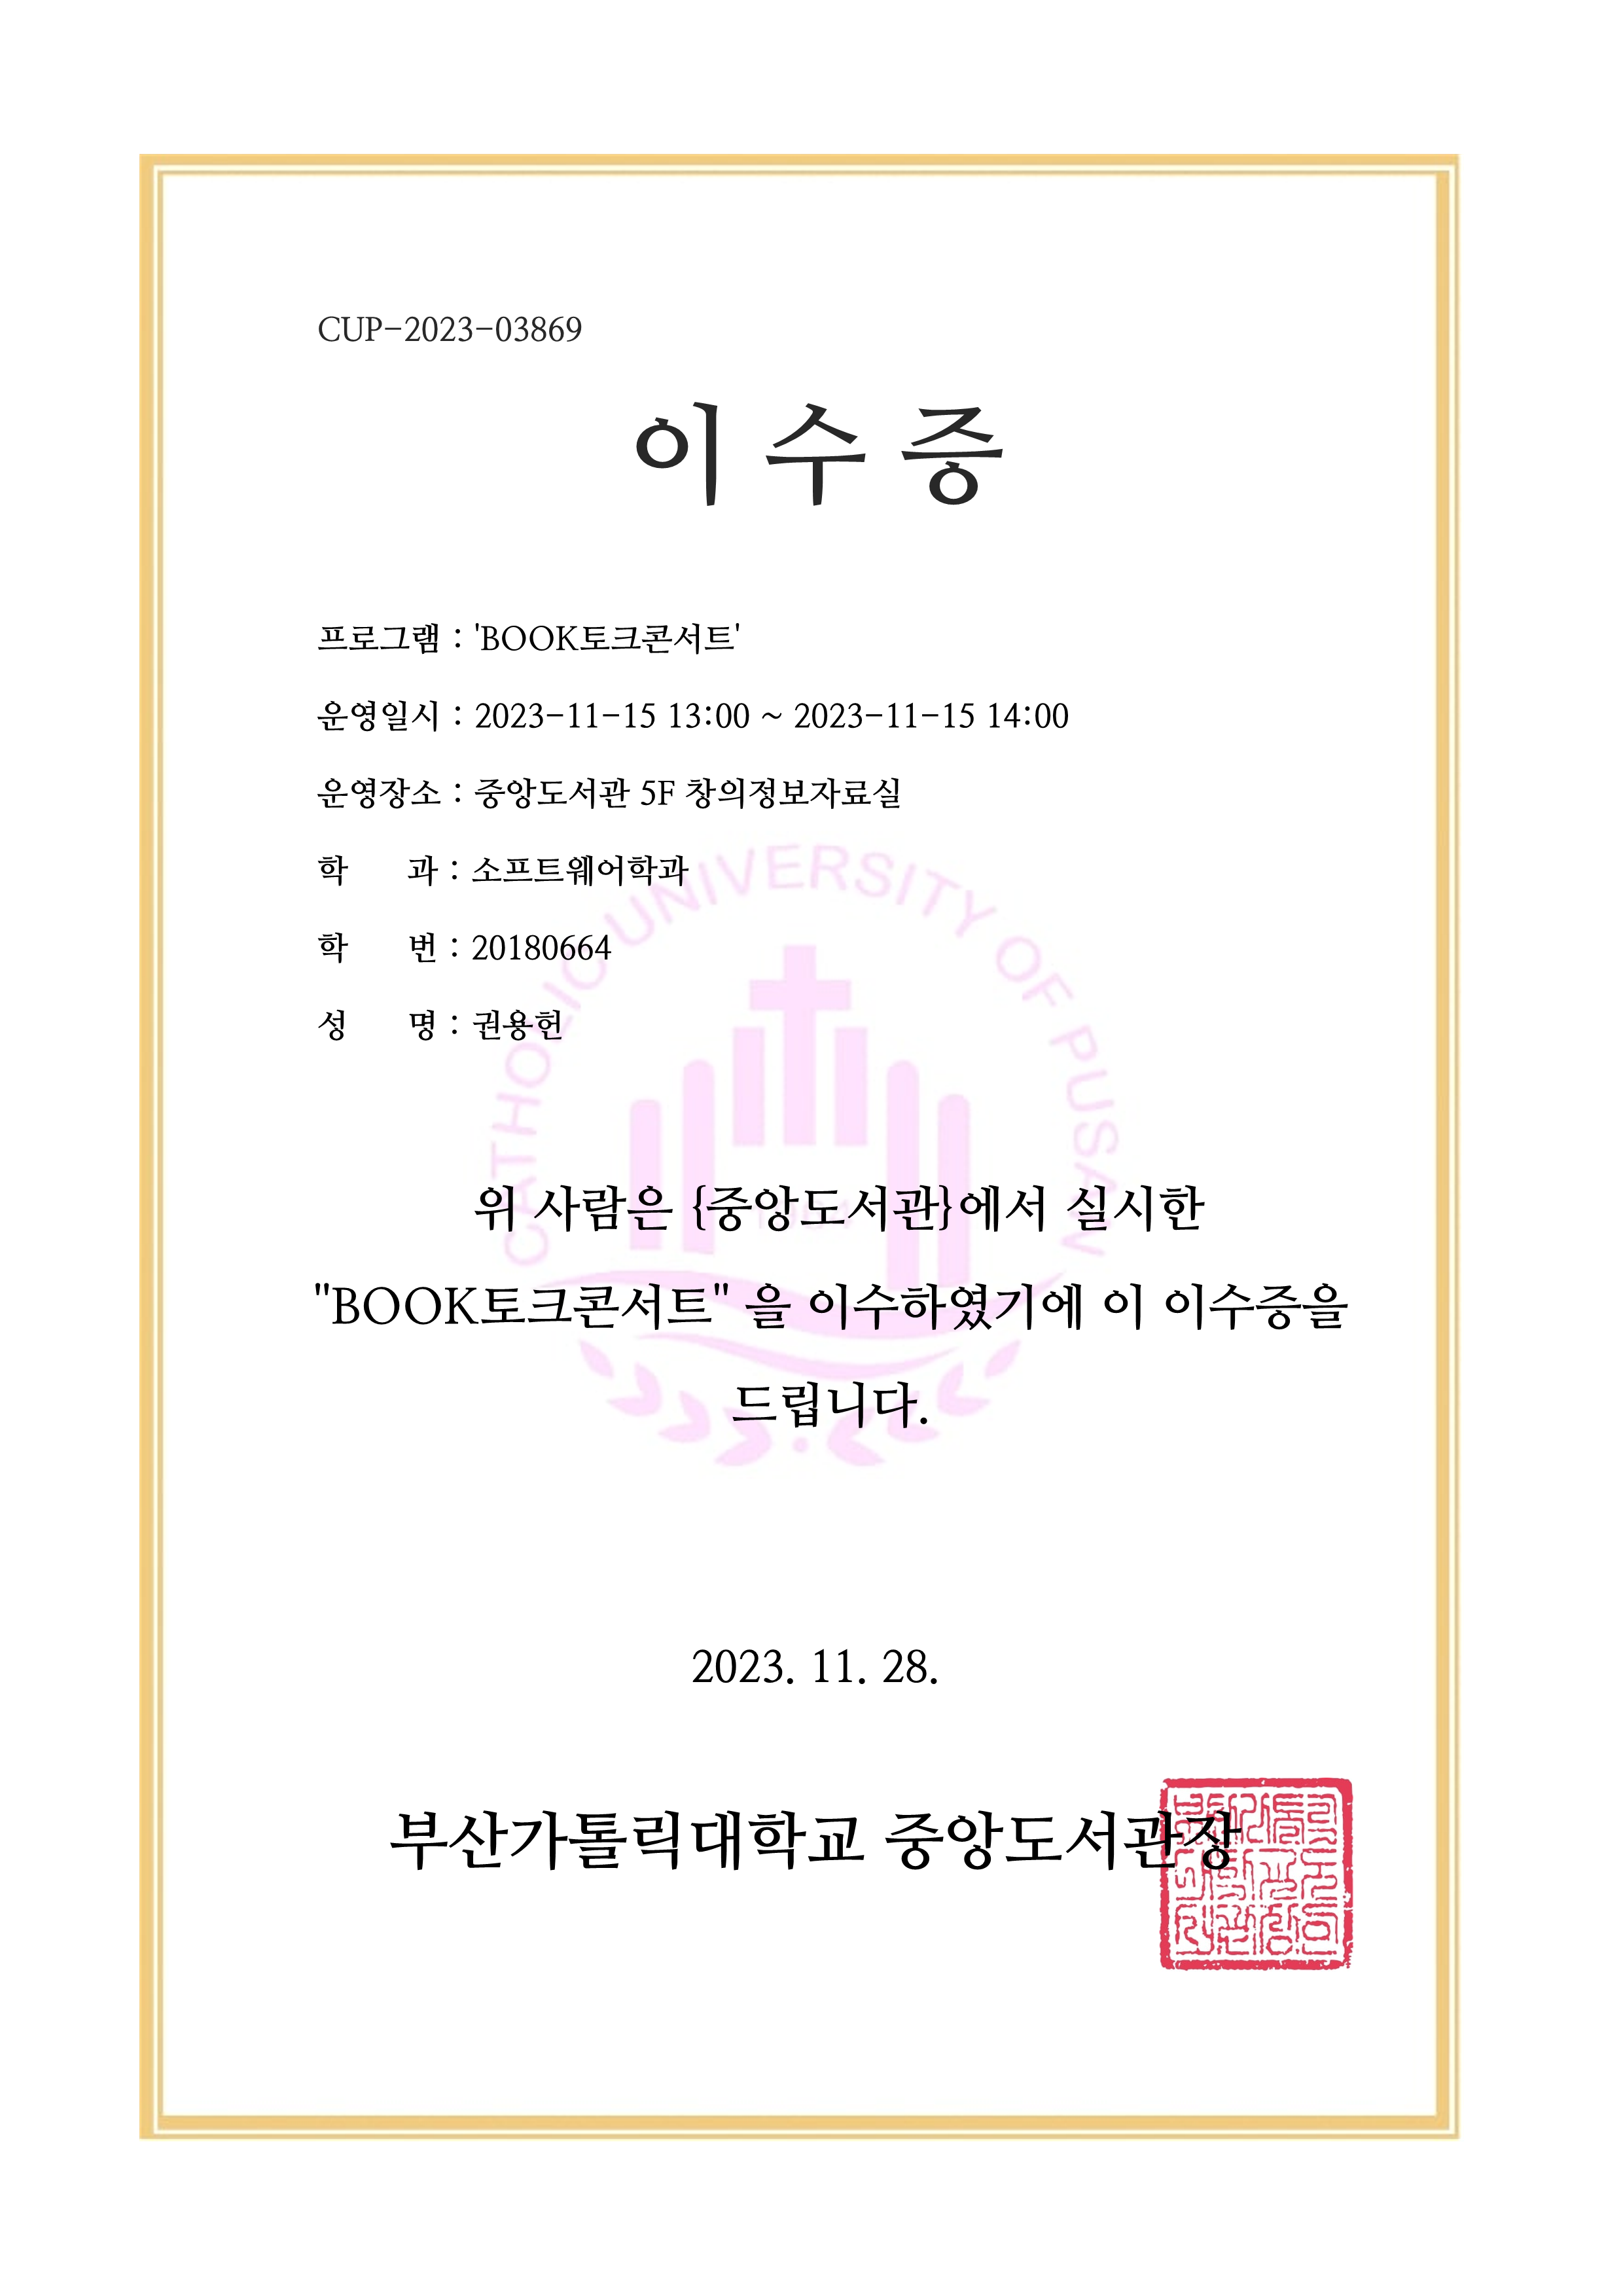 CUP-2023-03869
이수증
프로그램 : 'BOOK토크콘서트'
운영일시 : 2023-11-15 13:00 ~ 2023-11-15 14:00
운영장소 : 중앙도서관 5F 창의정보자료실
학 과 : 소프트웨어학과
학 번 : 20180664
성 명 : 권용헌
CATHOLIC UNIVERSITY OF PUSAN
위 사람은 {중앙도서관}에서 실시한
"BOOK토크콘서트" 을 이수하였기에 이 이수증을
드립니다.
2023. 11. 28.
부산가톨릭대학교 중앙도서관장